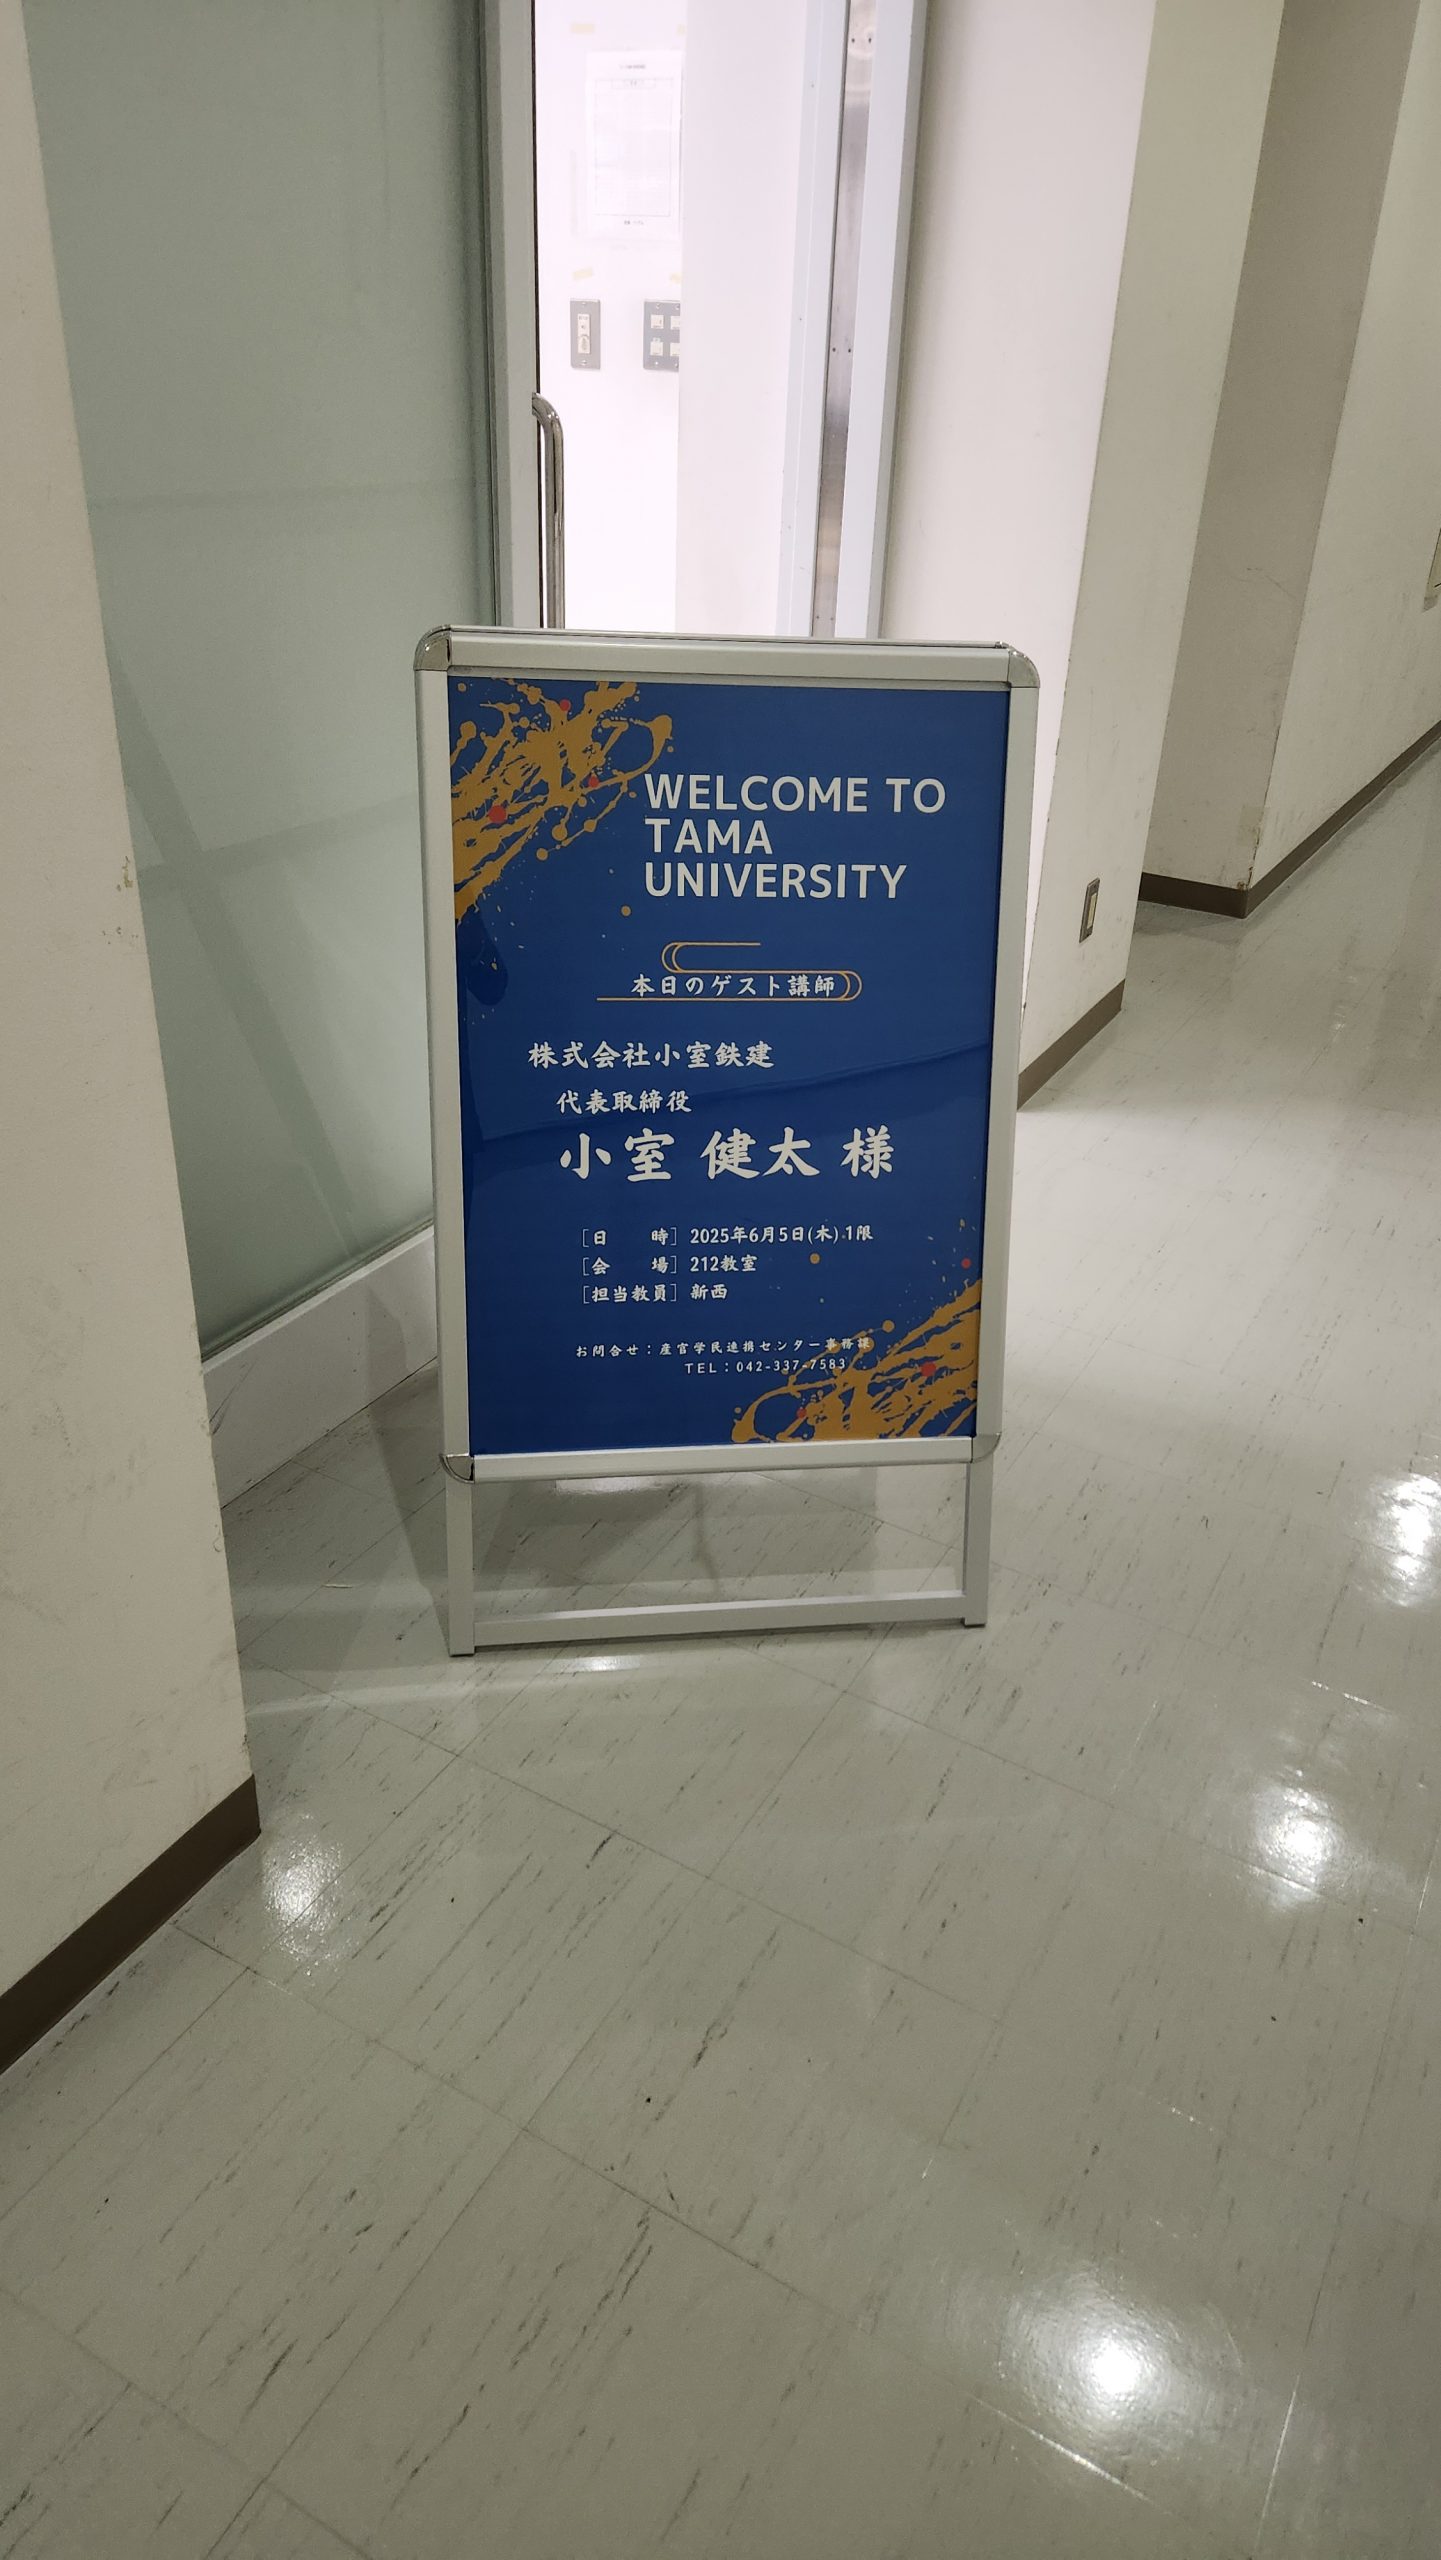 WELCOME TO
TAMA
UNIVERSITY
本日のゲスト講師
株式会社小室鉄建
代表取締役
小室 健太 様
[日 時] 2025年6月5日(木) 1限
[会 場] 212教室
[担当教員] 新西
お問合せ：産官学民連携センター事務課
TEL：042-337-7583